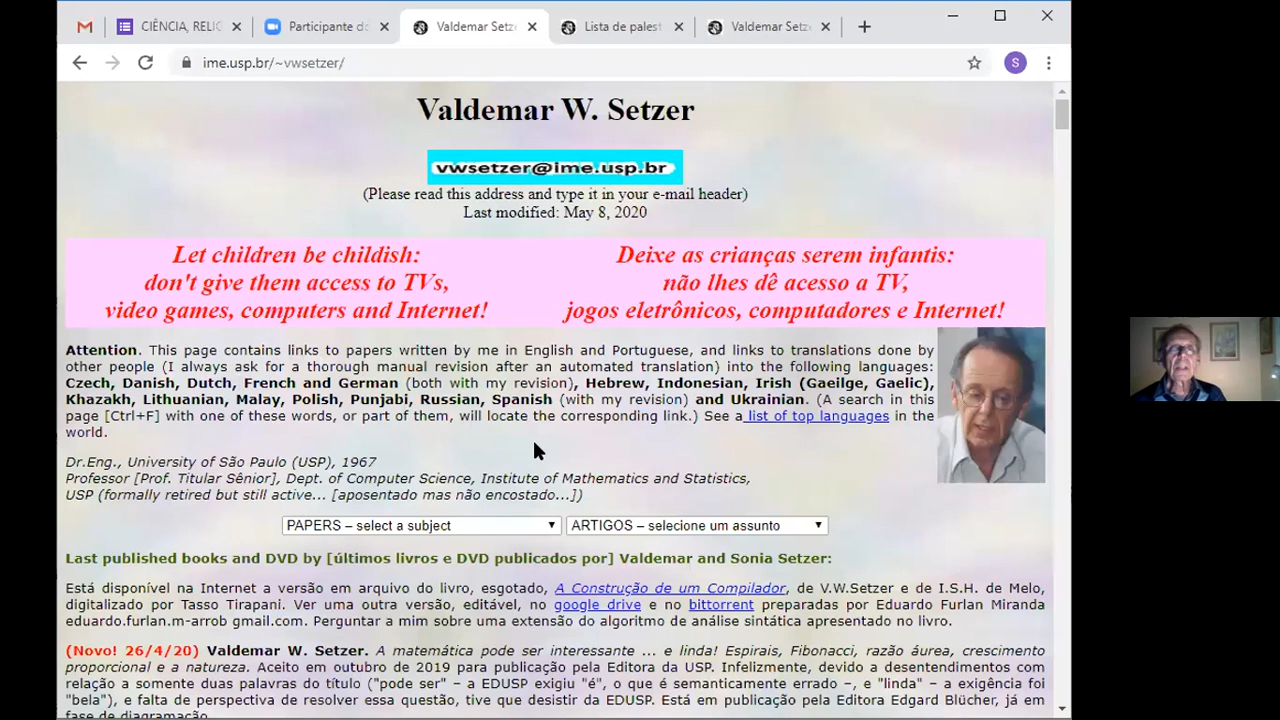 CIÊNCIA, RELIC
Participante do
Valdemar Setze
Lista de palest
Valdemar Setze
ime.usp.br/~vwsetzer/
S
Valdemar W. Setzer
vwsetzer@ime.usp.br
(Please read this address and type it in your e-mail header)
Last modified: May 8, 2020
Let children be childish:
don't give them access to TVs,
video games, computers and Internet!
Deixe as crianças serem infantis:
não lhes dê acesso a TV,
jogos eletrônicos, computadores e Internet!
Attention. This page contains links to papers written by me in English and Portuguese, and links to translations done by
other people (I always ask for a thorough manual revision after an automated translation) into the following languages:
Czech, Danish, Dutch, French and German (both with my revision), Hebrew, Indonesian, Irish (Gaeilge, Gaelic),
Khazakh, Lithuanian, Malay, Polish, Punjabi, Russian, Spanish (with my revision) and Ukranian. (A search in this
page [Ctrl+F] with one of these words, or part of them, will locate the corresponding link.) See a list of top languages in the
world.
Dr.Eng., University of São Paulo (USP), 1967
Professor [Prof. Titular Sênior], Dept. of Computer Science, Institute of Mathematics and Statistics,
USP (formally retired but still active... [aposentado mas não encostado...])
PAPERS – select a subject
ARTIGOS – selecione um assunto
Last published books and DVD by [últimos livros e DVD publicados por] Valdemar and Sonia Setzer:
Está disponível na Internet a versão em arquivo do livro, esgotado, A Construção de um Compilador, de V.W.Setzer e de I.S.H. de Melo,
digitalizado por Tasso Tirapani. Ver uma outra versão, editável, no google drive e no bittorrent preparadas por Eduardo Furlan Miranda
eduardo.furlan.m-arrob gmail.com. Perguntar a mim sobre uma extensão do algoritmo de análise sintática apresentado no livro.
(Novo! 26/4/20) Valdemar W. Setzer. A matemática pode ser interessante ... e linda! Espirais, Fibonacci, razão áurea, crescimento
proporcional e a natureza. Aceito em outubro de 2019 para publicação pela Editora da USP. Infelizmente, devido a desentendimentos com
relação a somente duas palavras do título ("pode ser" – a EDUSP exigiu "é", o que é semanticamente errado –, e "linda" – a exigência foi
"bela"), e falta de perspectiva de resolver essa questão, tive que desistir da EDUSP. Está em publicação pela Editora Edgard Blücher, já em
fase de diagramação.